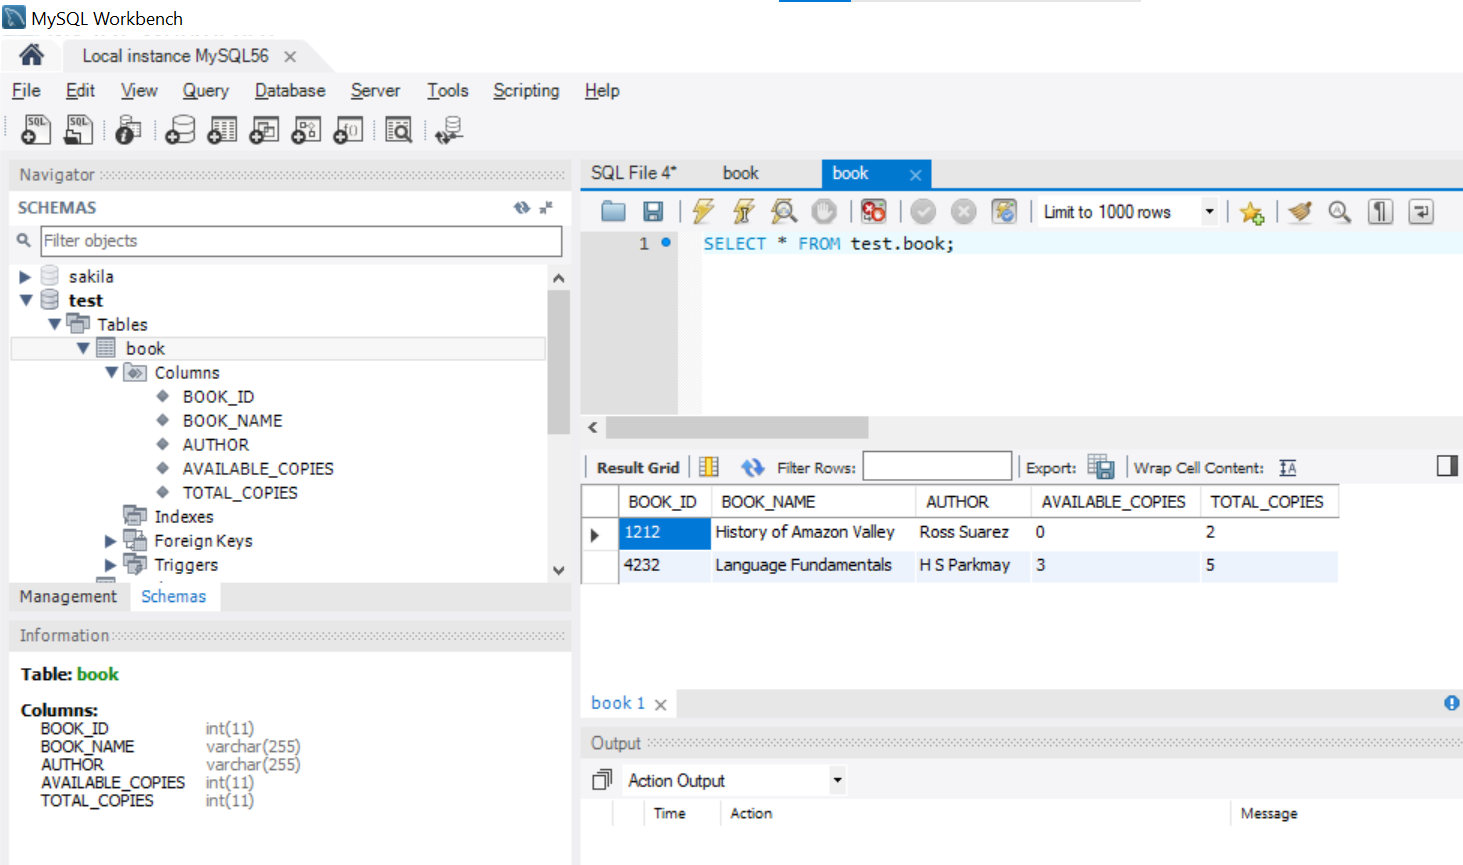 MySQL Workbench
Local instance MySQL56
File Edit View Query Database Server Tools Scripting Help
Navigator
SCHEMAS
Filter objects
sakila
test
Tables
book
Columns
BOOK_ID
BOOK_NAME
AUTHOR
AVAILABLE_COPIES
TOTAL_COPIES
Indexes
Foreign Keys
Triggers
Management Schemas
Information
Table: book
Columns:
BOOK_ID int(11)
BOOK_NAME varchar(255)
AUTHOR varchar(255)
AVAILABLE_COPIES int(11)
TOTAL_COPIES int(11)
SQL File 4* book book
Limit to 1000 rows
1 SELECT * FROM test.book;
Result Grid Filter Rows: Export: Wrap Cell Content:
BOOK_ID BOOK_NAME AUTHOR AVAILABLE_COPIES TOTAL_COPIES
1212 History of Amazon Valley Ross Suarez 0 2
4232 Language Fundamentals H S Parkmay 3 5
book 1
Output
Action Output
Time Action Message